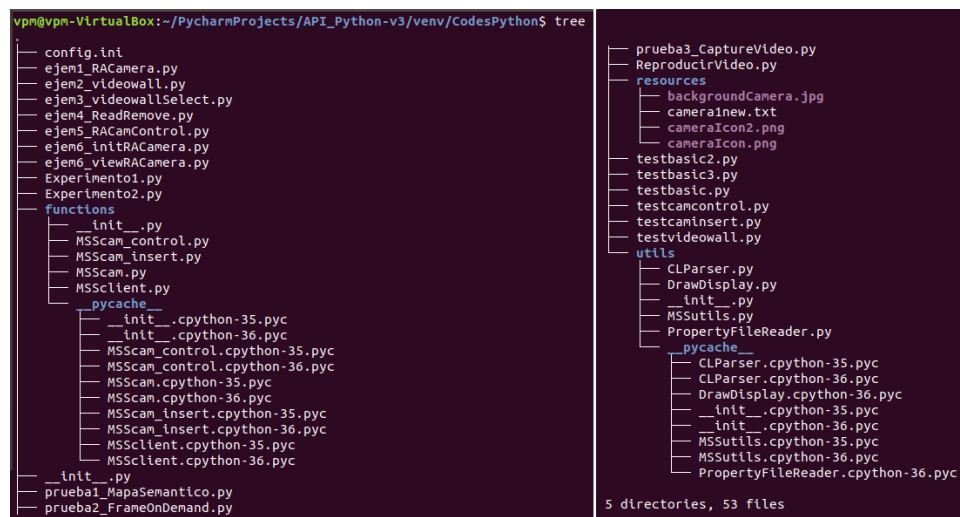 vpm@vpm-VirtualBox:~/PycharmProjects/API_Python-v3/venv/CodesPython$ tree
.
├── config.ini
├── ejem1_RACamera.py
├── ejem2_videowall.py
├── ejem3_videowallSelect.py
├── ejem4_ReadRemove.py
├── ejem5_RACamControl.py
├── ejem6_initRACamera.py
├── ejem6_viewRACamera.py
├── Experimento1.py
├── Experimento2.py
├── functions
│   ├── __init__.py
│   ├── MSScam_control.py
│   ├── MSScam_insert.py
│   ├── MSScam.py
│   ├── MSSclient.py
│   └── __pycache__
│       ├── __init__.cpython-35.pyc
│       ├── __init__.cpython-36.pyc
│       ├── MSScam_control.cpython-35.pyc
│       ├── MSScam_control.cpython-36.pyc
│       ├── MSScam.cpython-35.pyc
│       ├── MSScam.cpython-36.pyc
│       ├── MSScam_insert.cpython-35.pyc
│       ├── MSScam_insert.cpython-36.pyc
│       ├── MSSclient.cpython-35.pyc
│       └── MSSclient.cpython-36.pyc
├── __init__.py
├── prueba1_MapaSemantico.py
├── prueba2_FrameOnDemand.py
├── prueba3_CaptureVideo.py
├── ReproducirVideo.py
├── resources
│   ├── backgroundCamera.jpg
│   ├── camera1new.txt
│   ├── cameraIcon2.png
│   └── cameraIcon.png
├── testbasic2.py
├── testbasic3.py
├── testbasic.py
├── testcamcontrol.py
├── testcaminsert.py
├── testvideowall.py
└── utils
    ├── CLParser.py
    ├── DrawDisplay.py
    ├── __init__.py
    ├── MSSutils.py
    ├── PropertyFileReader.py
    └── __pycache__
        ├── CLParser.cpython-35.pyc
        ├── CLParser.cpython-36.pyc
        ├── DrawDisplay.cpython-36.pyc
        ├── __init__.cpython-35.pyc
        ├── __init__.cpython-36.pyc
        ├── MSSutils.cpython-35.pyc
        ├── MSSutils.cpython-36.pyc
        └── PropertyFileReader.cpython-36.pyc
5 directories, 53 files